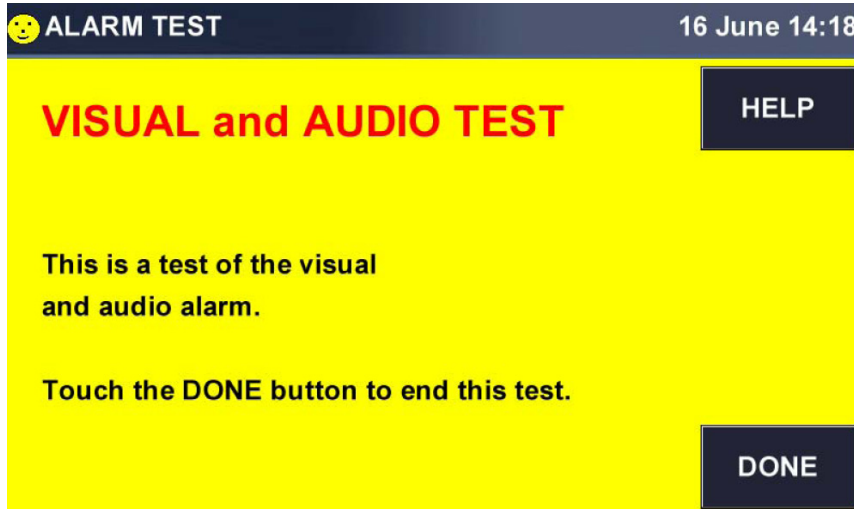 ALARM TEST 16 June 14:18
VISUAL and AUDIO TEST
HELP
This is a test of the visual
and audio alarm.
Touch the DONE button to end this test.
DONE